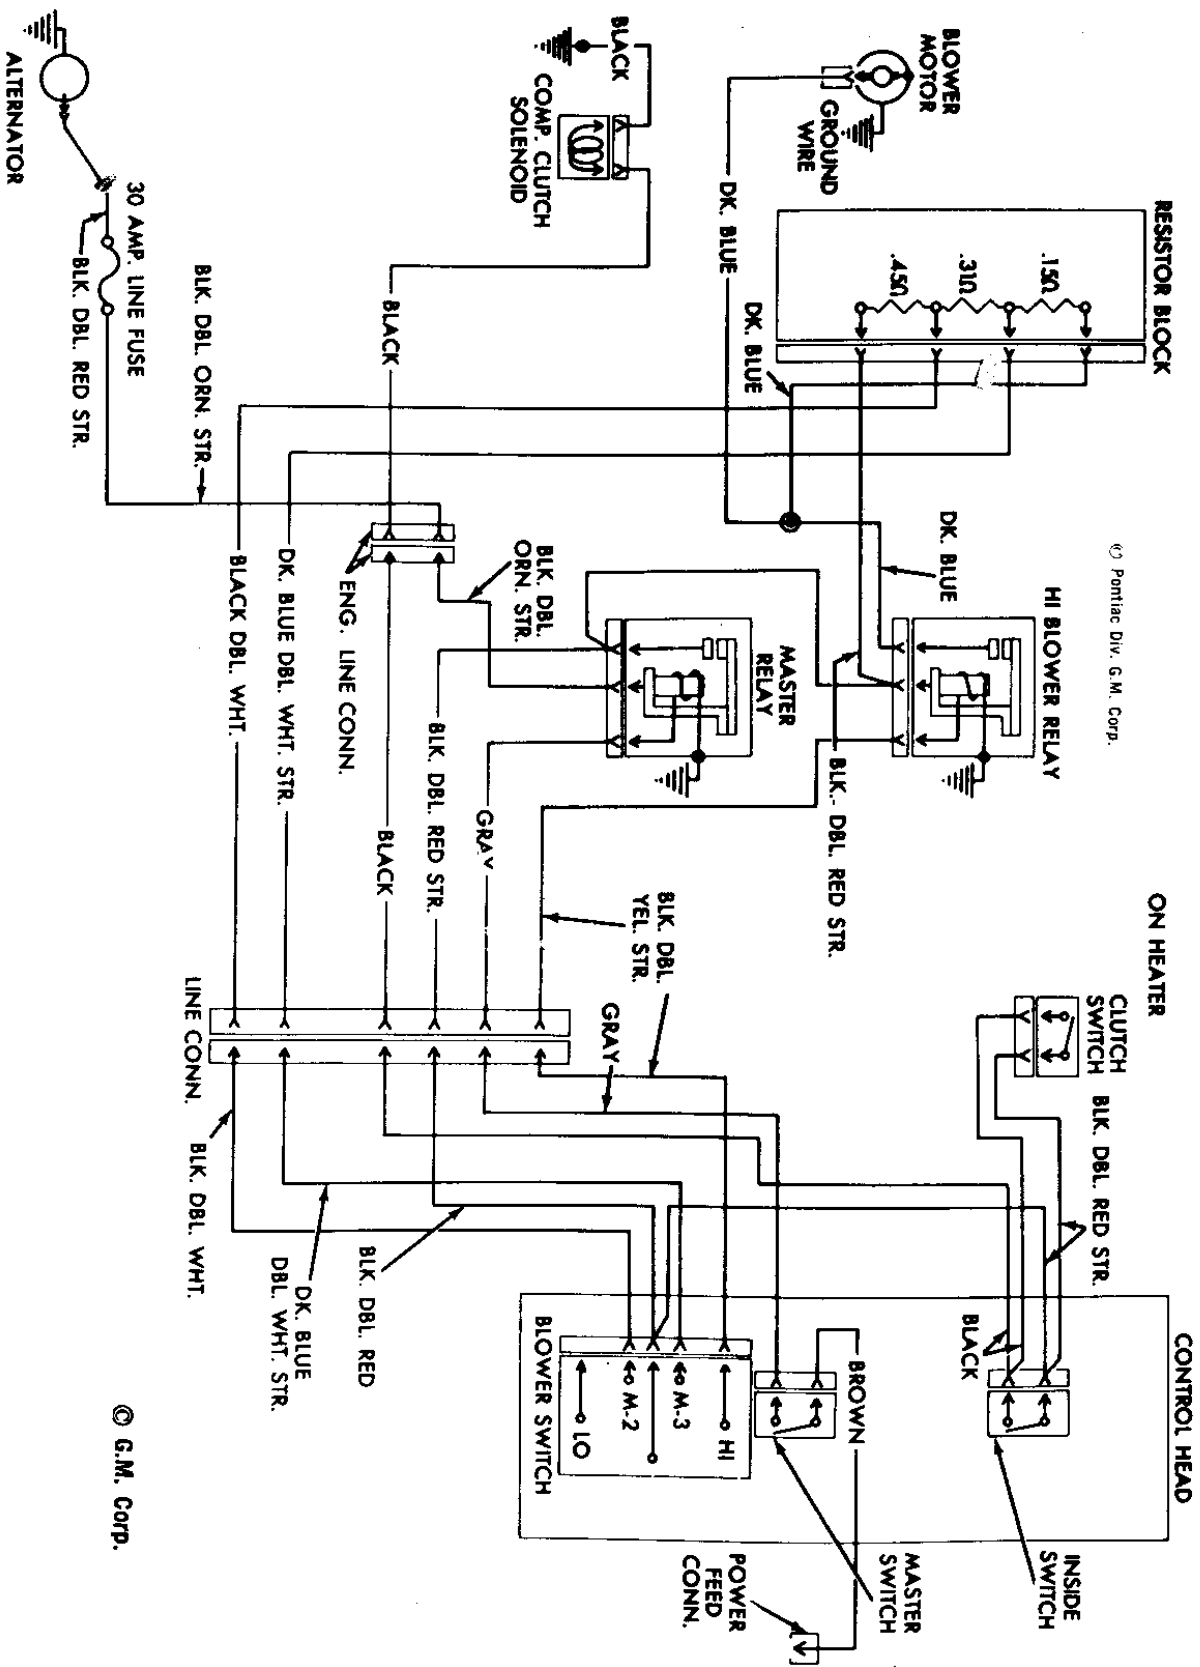 RESISTOR BLOCK
.15Ω
.31Ω
.45Ω
BLOWER
MOTOR
GROUND
WIRE
DK. BLUE
DK. BLUE
BLACK
COMP. CLUTCH
SOLENOID
BLACK
ALTERNATOR
30 AMP. LINE FUSE
BLK. DBL. RED STR.
BLK. DBL. ORN. STR.
© Pontiac Div. G.M. Corp.
HI BLOWER RELAY
DK. BLUE
MASTER
RELAY
BLK. DBL.
ORN. STR.
ENG. LINE CONN.
DK. BLUE DBL. WHT. STR.
BLACK DBL. WHT.
BLK.- DBL. RED STR.
GRAY
BLK. DBL. RED STR.
BLACK
ON HEATER
CLUTCH
SWITCH
BLK. DBL.
YEL. STR.
GRAY
LINE CONN.
BLK. DBL. RED STR.
BLK. DBL. WHT.
DK. BLUE
DBL. WHT. STR.
BLK. DBL. RED
CONTROL HEAD
BLACK
BROWN
BLOWER SWITCH
HI
M-3
M-2
LO
INSIDE
SWITCH
MASTER
SWITCH
POWER
FEED
CONN.
© G.M. Corp.